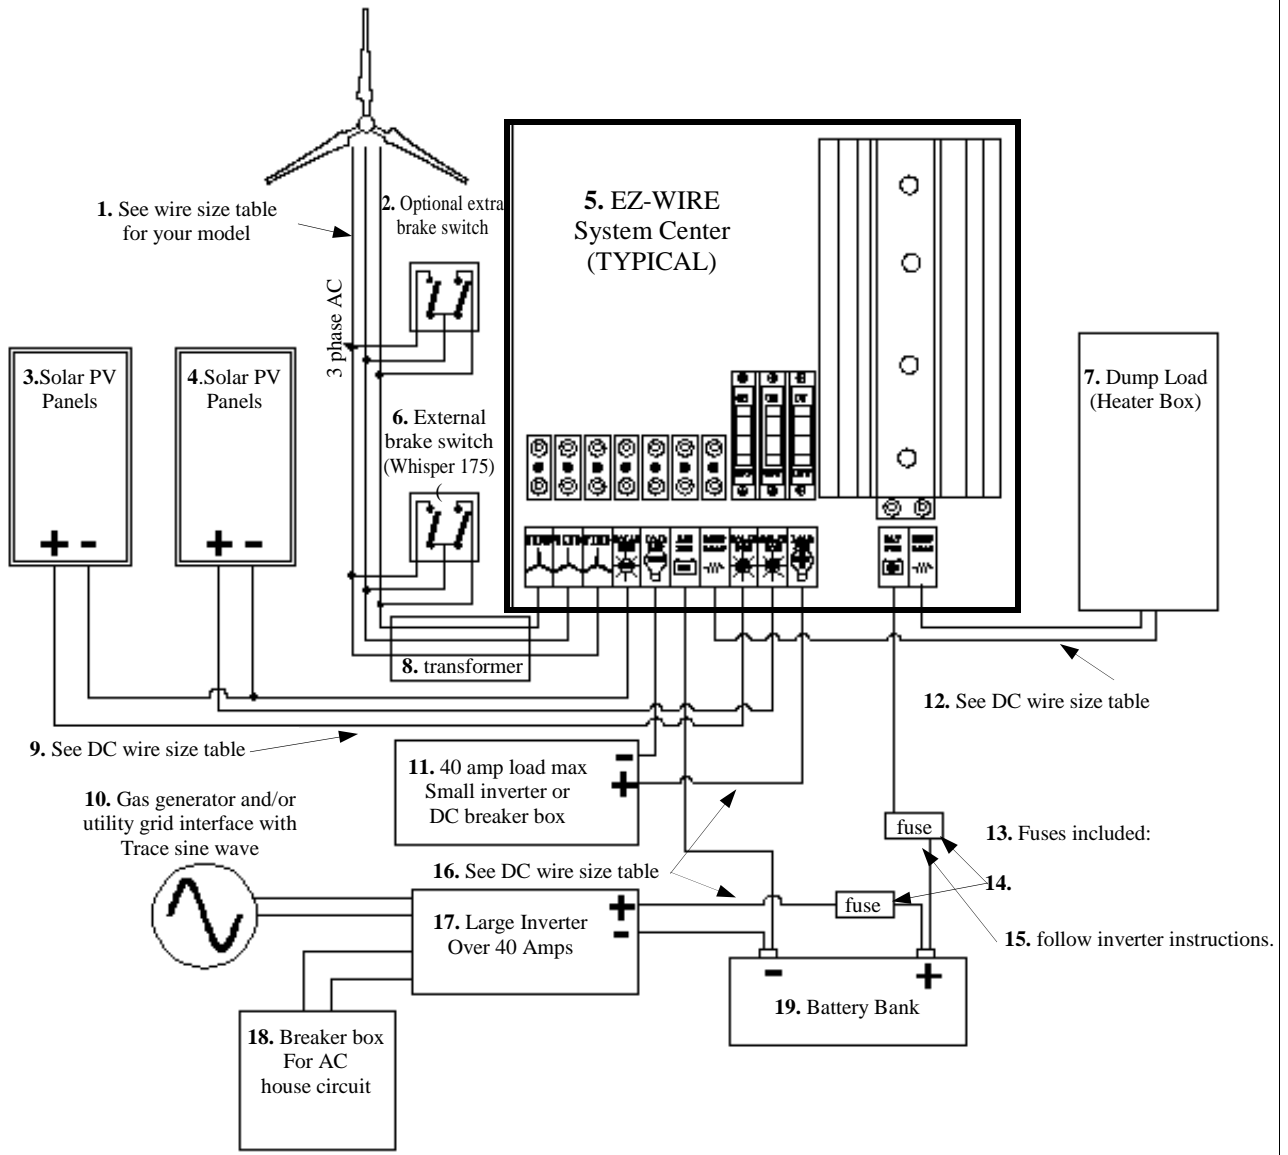 1. See wire size table
for your model
2. Optional extra
brake switch
3 phase AC
5. EZ-WIRE
System Center
(TYPICAL)
3.Solar PV
Panels
4.Solar PV
Panels
6. External
brake switch
(Whisper 175)
(
7. Dump Load
(Heater Box)
+ -
+ -
8. transformer
12. See DC wire size table
9. See DC wire size table
11. 40 amp load max
Small inverter or
DC breaker box
-
+
10. Gas generator and/or
utility grid interface with
Trace sine wave
fuse
13. Fuses included:
16. See DC wire size table
14.
fuse
17. Large Inverter
Over 40 Amps
+
-
15. follow inverter instructions.
- +
19. Battery Bank
18. Breaker box
For AC
house circuit